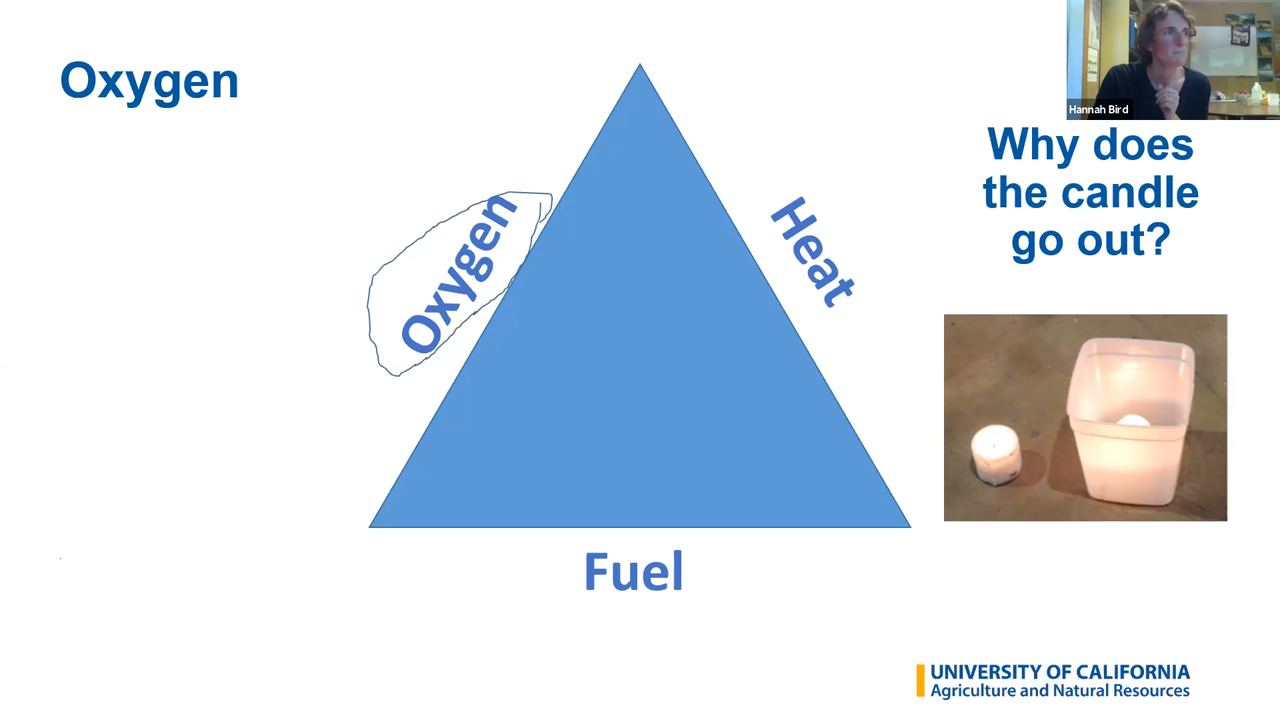 Oxygen
Hannah Bird
Why does
the candle
go out?
Oxygen
Heat
Fuel
UNIVERSITY OF CALIFORNIA
Agriculture and Natural Resources